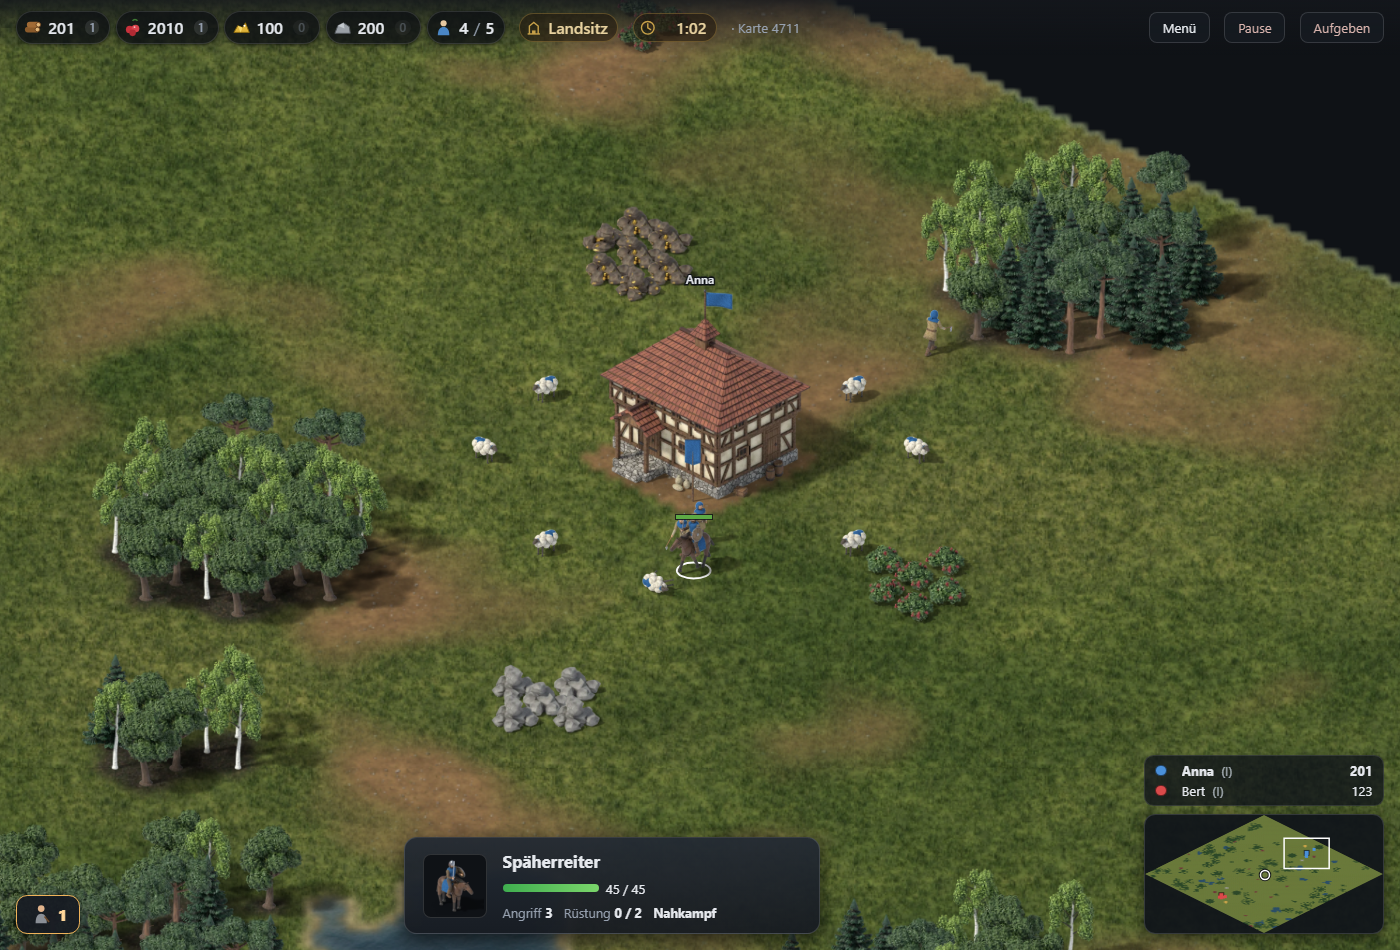 201 1 2010 1 100 0 200 0 4 / 5 Landsitz 1:02 · Karte 4711 Menü Pause Aufgeben
Anna
Anna (I) 201
Bert (I) 123
Späherreiter
45 / 45
Angriff 3 Rüstung 0 / 2 Nahkampf
1